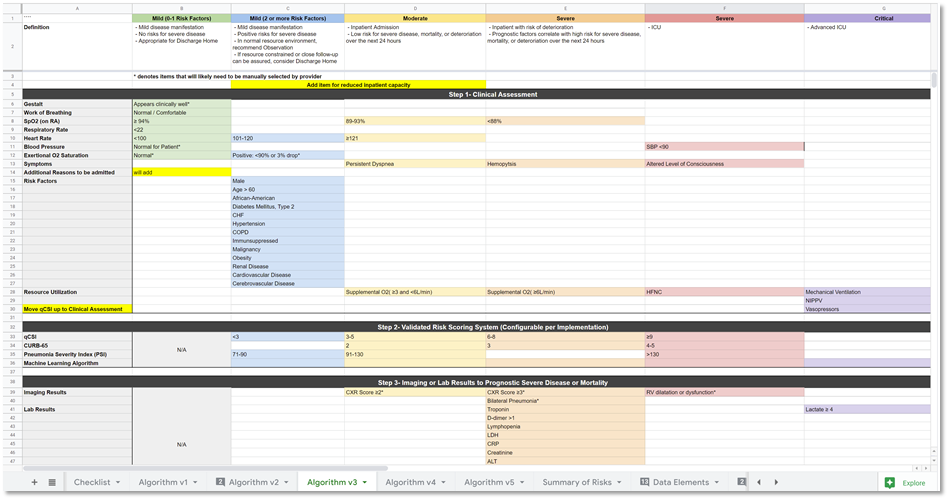 A B C D E F G
1 .... Mild (0-1 Risk Factors) Mild (2 or more Risk Factors) Moderate Severe Severe Critical
2 Definition
- Mild disease manifestation
- No risks for severe disease
- Appropriate for Discharge Home
- Mild disease manifestation
- Positive risks for severe disease
- In normal resource environment,
recommend Observation
- If resource constrained or close follow-up
can be assured, consider Discharge Home
- Inpatient Admission
- Low risk for severe disease, mortality, or deterioration
over the next 24 hours
- Inpatient with risk of deterioration
- Prognostic factors correlate with high risk for severe disease,
mortality, or deterioration over the next 24 hours
- ICU
- Advanced ICU
3 * denotes items that will likely need to be manually selected by provider
4 Add item for reduced inpatient capacity
5 Step 1- Clinical Assessment
6 Gestalt Appears clinically well*
7 Work of Breathing Normal / Comfortable
8 SpO2 (on RA) ≥ 94% 89-93% <88%
9 Respiratory Rate <22
10 Heart Rate <100 101-120 ≥121
11 Blood Pressure Normal for Patient* SBP <90
12 Exertional O2 Saturation Normal* Positive: <90% or 3% drop*
13 Symptoms Persistent Dyspnea Hemopytsis Altered Level of Consciousness
14 Additional Reasons to be admitted will add
15 Risk Factors Male
16 Age > 60
17 African-American
18 Diabetes Mellitus, Type 2
19 CHF
20 Hypertension
21 COPD
22 Immunsuppressed
23 Malignancy
24 Obesity
25 Renal Disease
26 Cardiovascular Disease
27 Cerebrovascular Disease
28 Resource Utilization Supplemental O2( ≥3 and <6L/min) Supplemental O2 (≥6L/min) HFNC Mechanical Ventilation
29 NIPPV
30 Move qCSI up to Clinical Assessment Vasopressors
31
32 Step 2- Validated Risk Scoring System (Configurable per Implementation)
33 qCSI <3 3-5 6-8 ≥9
34 CURB-65 2 3 4-5
N/A
35 Pneumonia Severity Index (PSI) 71-90 91-130 >130
36 Machine Learning Algorithm
37
38 Step 3- Imaging or Lab Results to Prognostic Severe Disease or Mortality
39 Imaging Results CXR Score ≥2* CXR Score ≥3* RV dilatation or dysfunction*
40 Bilateral Pneumonia*
41 Lab Results Troponin Lactate ≥ 4
42 D-dimer >1
43 Lymphopenia
44 LDH
45 N/A CRP
46 Creatinine
47 ALT
Checklist Algorithm v1 2 Algorithm v2 Algorithm v3 Algorithm v4 Algorithm v5 Summary of Risks Data Elements 2 Explore